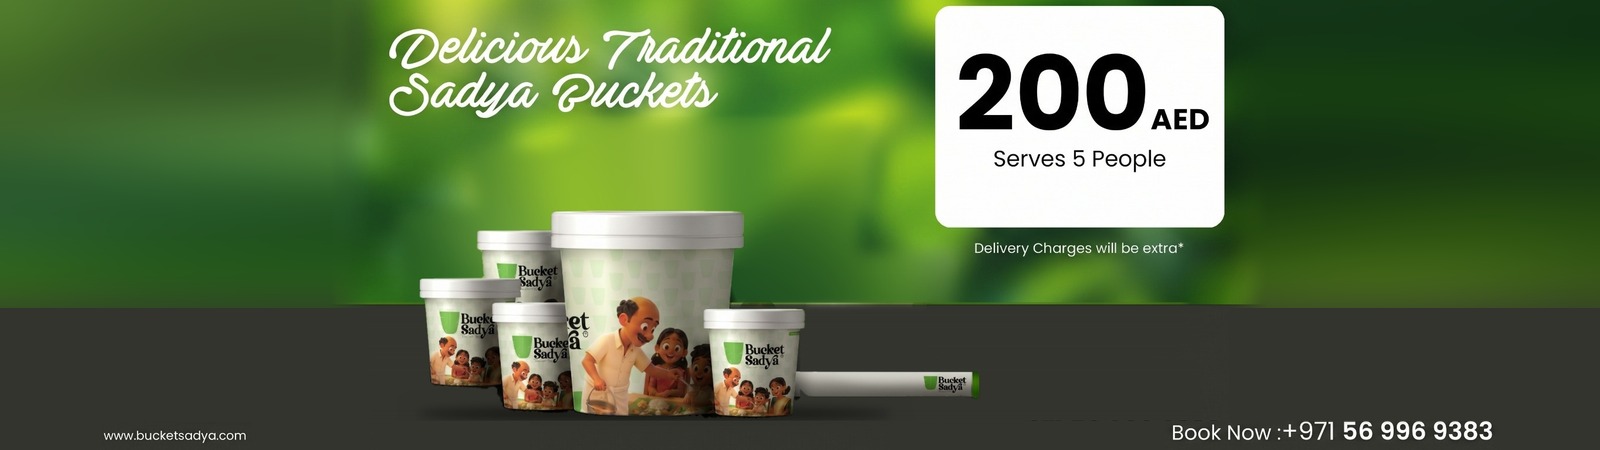 Delicious Traditional
Sadya Buckets
200 AED
Serves 5 People
Delivery Charges will be extra*
Bucket
Sadya
Bucket
Sadya
Bucket
Sadya
Bucket
Sadya
Bucket
Sadya
www.bucketsadya.com
Book Now :+971 56 996 9383